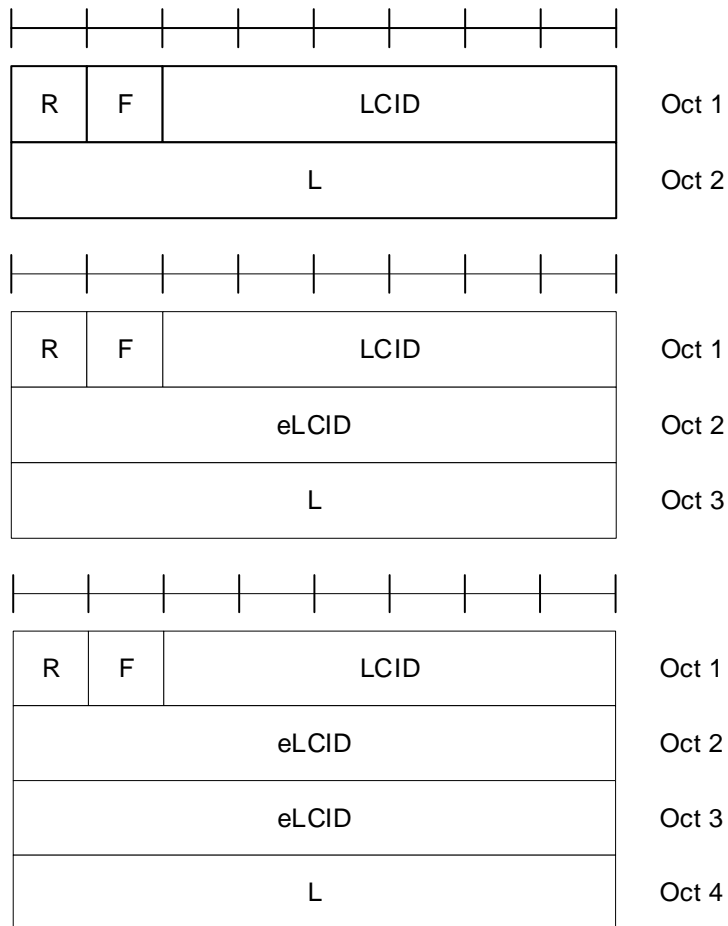 R F LCID Oct 1
L Oct 2
R F LCID Oct 1
eLCID Oct 2
L Oct 3
R F LCID Oct 1
eLCID Oct 2
eLCID Oct 3
L Oct 4